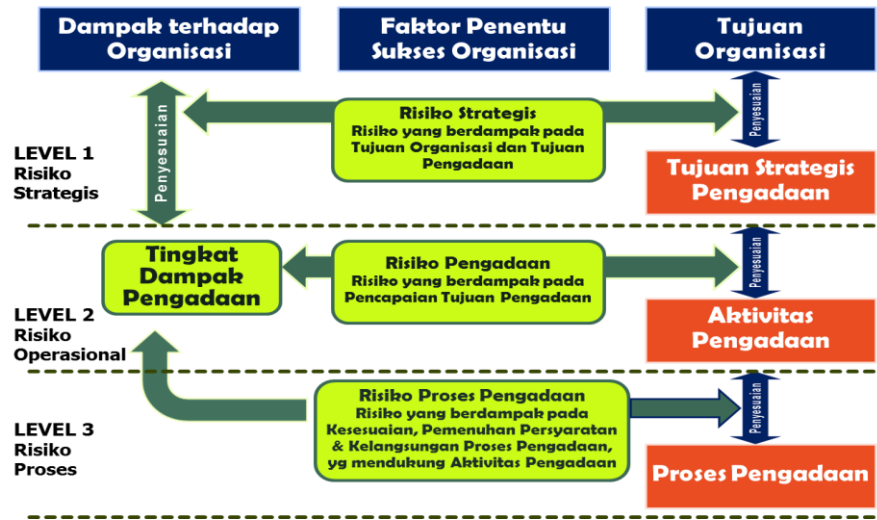 Dampak terhadap
Organisasi
Faktor Penentu
Sukses Organisasi
Tujuan
Organisasi
Penyesuaian
Risiko Strategis
Risiko yang berdampak pada
Tujuan Organisasi dan Tujuan
Pengadaan
Penyesuaian
LEVEL 1
Risiko
Strategis
Tujuan Strategis
Pengadaan
Tingkat
Dampak
Pengadaan
Risiko Pengadaan
Risiko yang berdampak pada
Pencapaian Tujuan Pengadaan
Penyesuaian
LEVEL 2
Risiko
Operasional
Aktivitas
Pengadaan
Risiko Proses Pengadaan
Risiko yang berdampak pada
Kesesuaian, Pemenuhan Persyaratan
& Kelangsungan Proses Pengadaan,
yg mendukung Aktivitas Pengadaan
Penyesuaian
LEVEL 3
Risiko
Proses
Proses Pengadaan